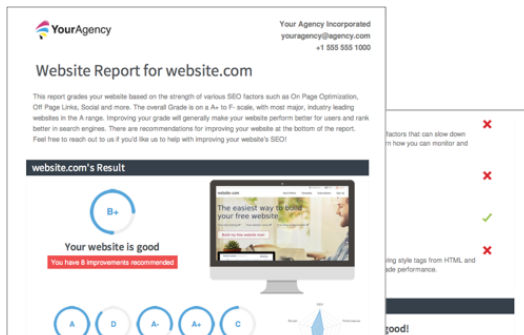 YourAgency
Your Agency Incorporated
youragency@agency.com
+1 555 555 1000
Website Report for website.com
This report grades your website based on the strength of various SEO factors such as On Page Optimization,
Off Page Links, Social and more. The overall Grade is on a A+ to F- scale, with most major, industry leading
websites in the A range. Improving your grade will generally make your website perform better for users and rank
better in search engines. There are recommendations for improving your website at the bottom of the report.
Feel free to reach out to us if you'd like us to help with improving your website's SEO!
website.com's Result
B+
Your website is good
You have 8 improvements recommended
website.com
The easiest way to build
your free website
Build my free website now
A
D
A-
A+
C
factors that can slow down
how you can monitor and
ing style tags from HTML and
ade performance.
good!